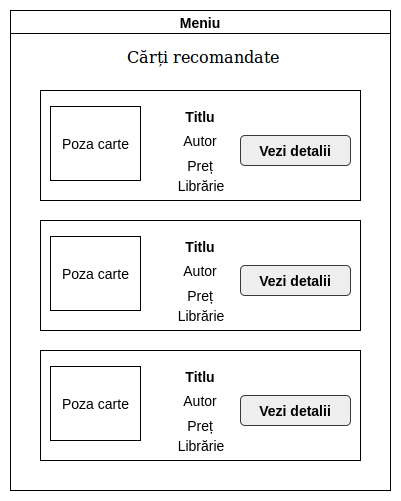 Meniu
Cărți recomandate
Poza carte
Titlu
Autor
Preț
Librărie
Vezi detalii
Poza carte
Titlu
Autor
Preț
Librărie
Vezi detalii
Poza carte
Titlu
Autor
Preț
Librărie
Vezi detalii